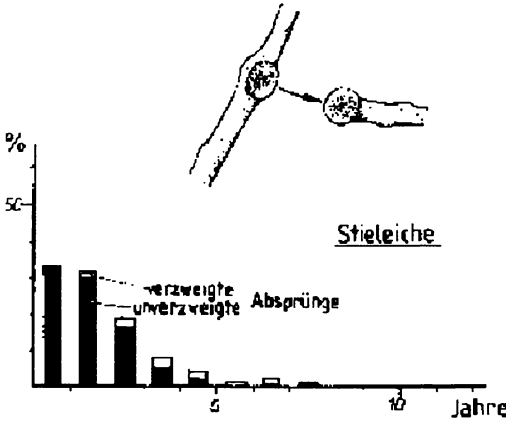 %
50
Stieleiche
verzweigte
unverzweigte Absprünge
5
10
Jahre